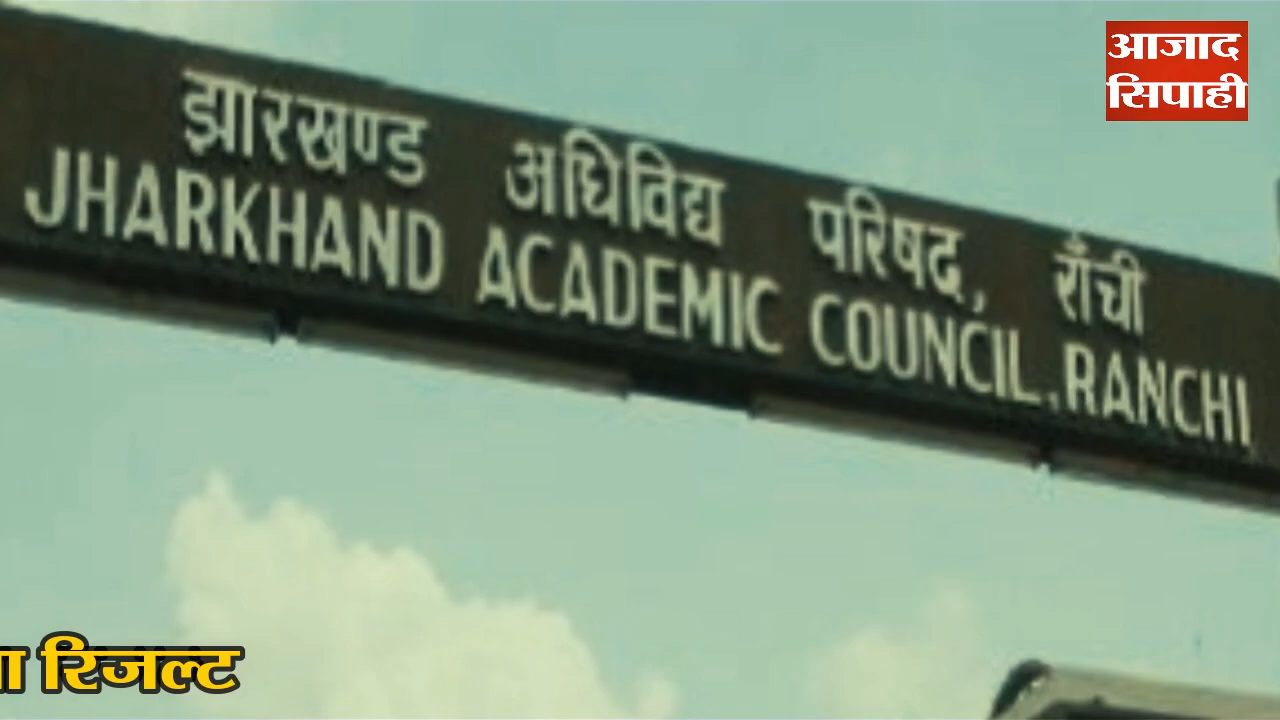 आजाद
सिपाही
झारखण्ड अधिविद्य परिषद, राँची
JHARKHAND ACADEMIC COUNCIL, RANCHI
रिजल्ट